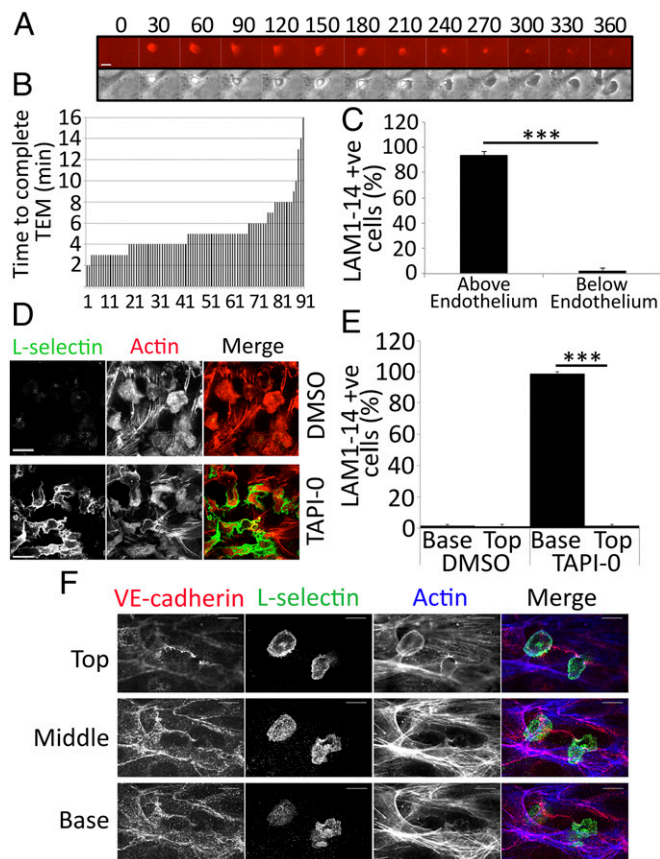 A
0 30 60 90 120 150 180 210 240 270 300 330 360
B
Time to complete
TEM (min)
16
14
12
10
8
6
4
2
1 11 21 31 41 51 61 71 81 91
C
LAM1-14 +ve
cells (%)
120
100
80
60
40
20
0
***
Above
Endothelium
Below
Endothelium
D
L-selectin Actin Merge
DMSO
TAPI-0
E
LAM1-14 +ve
cells (%)
120
100
80
60
40
20
0
***
Base Top Base Top
DMSO TAPI-0
F
VE-cadherin L-selectin Actin Merge
Top
Middle
Base